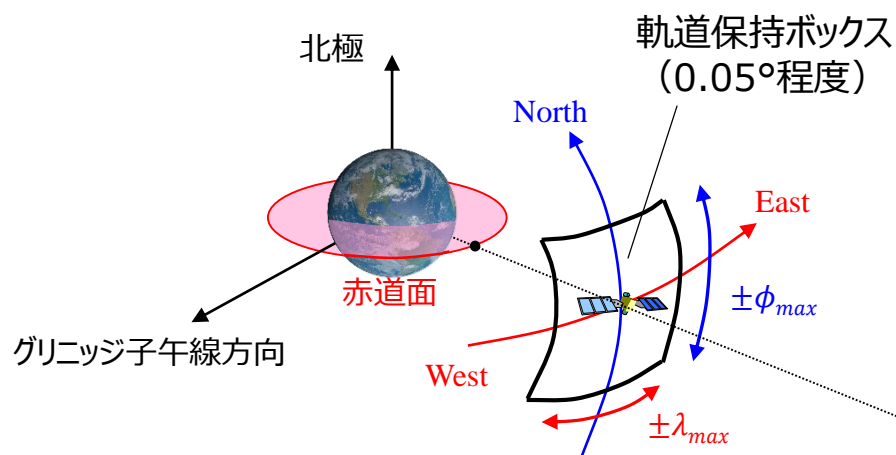 北極
軌道保持ボックス
（0.05°程度）
North
East
赤道面
±ϕmax
グリニッジ子午線方向
West
±λmax